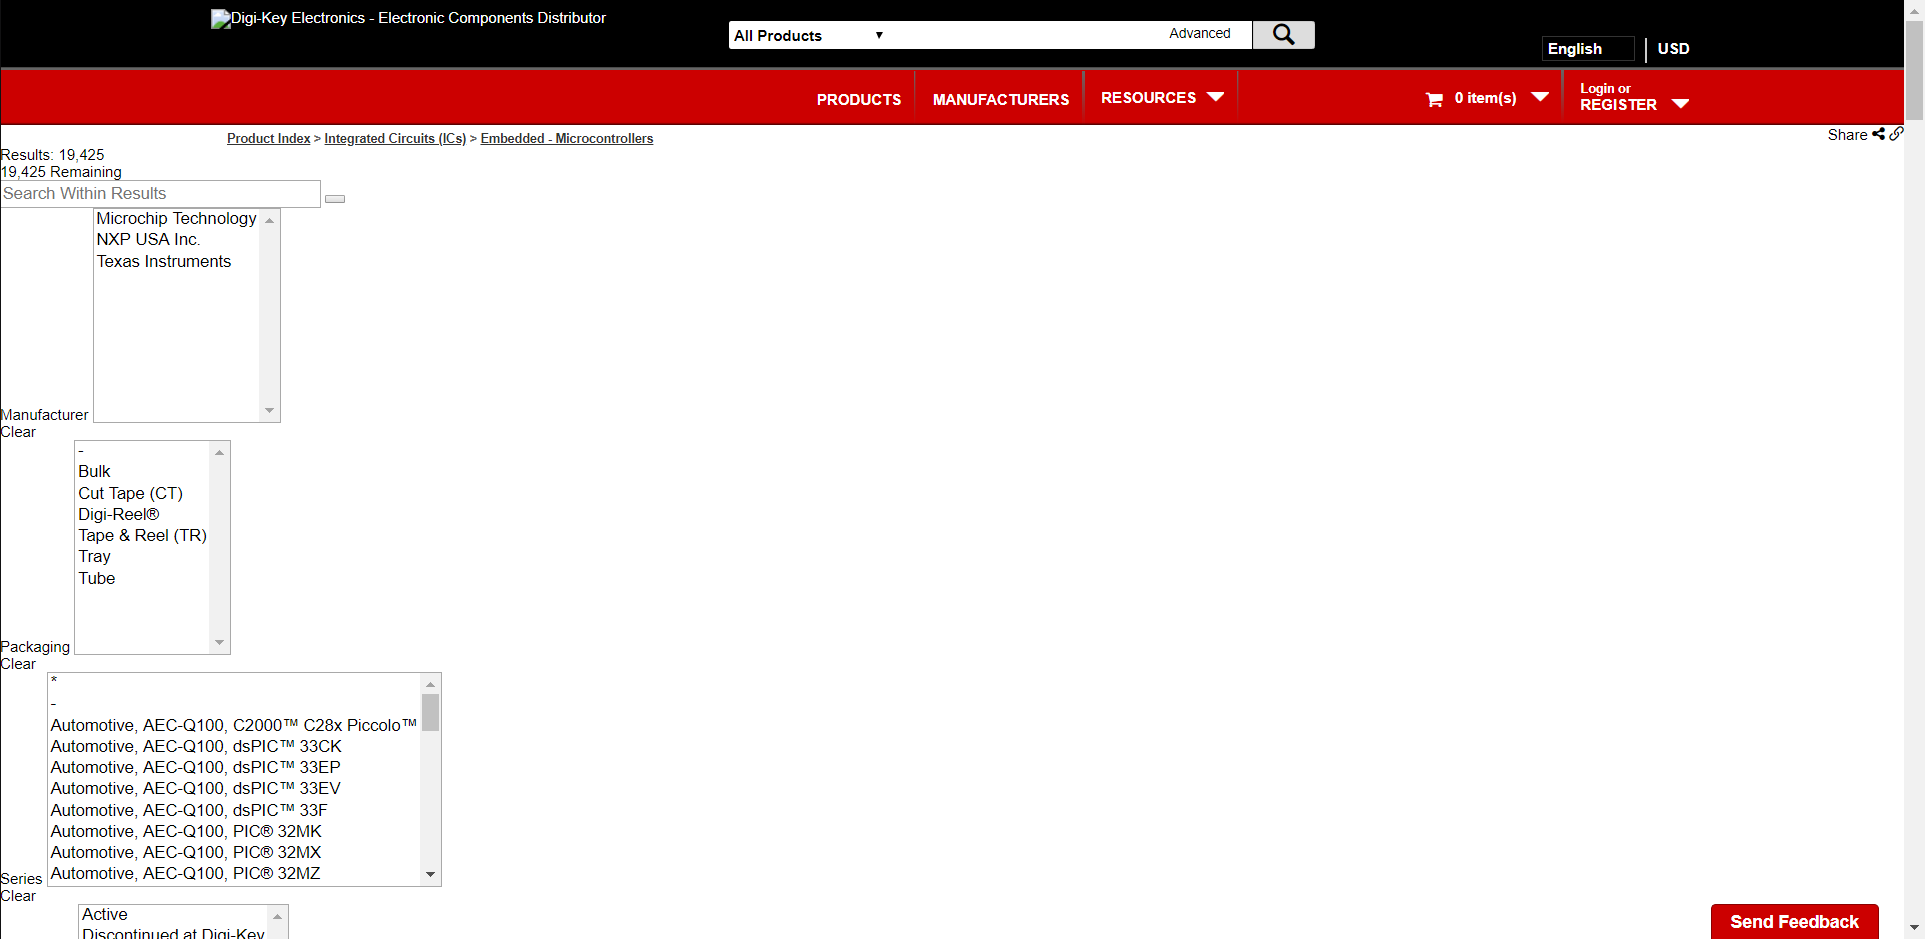 Digi-Key Electronics - Electronic Components Distributor
All Products
Advanced
English
USD
PRODUCTS
MANUFACTURERS
RESOURCES
0 item(s)
Login or
REGISTER
Product Index > Integrated Circuits (ICs) > Embedded - Microcontrollers
Share
Results: 19,425
19,425 Remaining
Search Within Results
Microchip Technology
NXP USA Inc.
Texas Instruments
Manufacturer
Clear
-
Bulk
Cut Tape (CT)
Digi-Reel®
Tape & Reel (TR)
Tray
Tube
Packaging
Clear
*
-
Automotive, AEC-Q100, C2000™ C28x Piccolo™
Automotive, AEC-Q100, dsPIC™ 33CK
Automotive, AEC-Q100, dsPIC™ 33EP
Automotive, AEC-Q100, dsPIC™ 33EV
Automotive, AEC-Q100, dsPIC™ 33F
Automotive, AEC-Q100, PIC® 32MK
Automotive, AEC-Q100, PIC® 32MX
Automotive, AEC-Q100, PIC® 32MZ
Series
Clear
Active
Discontinued at Digi-Key
Send Feedback